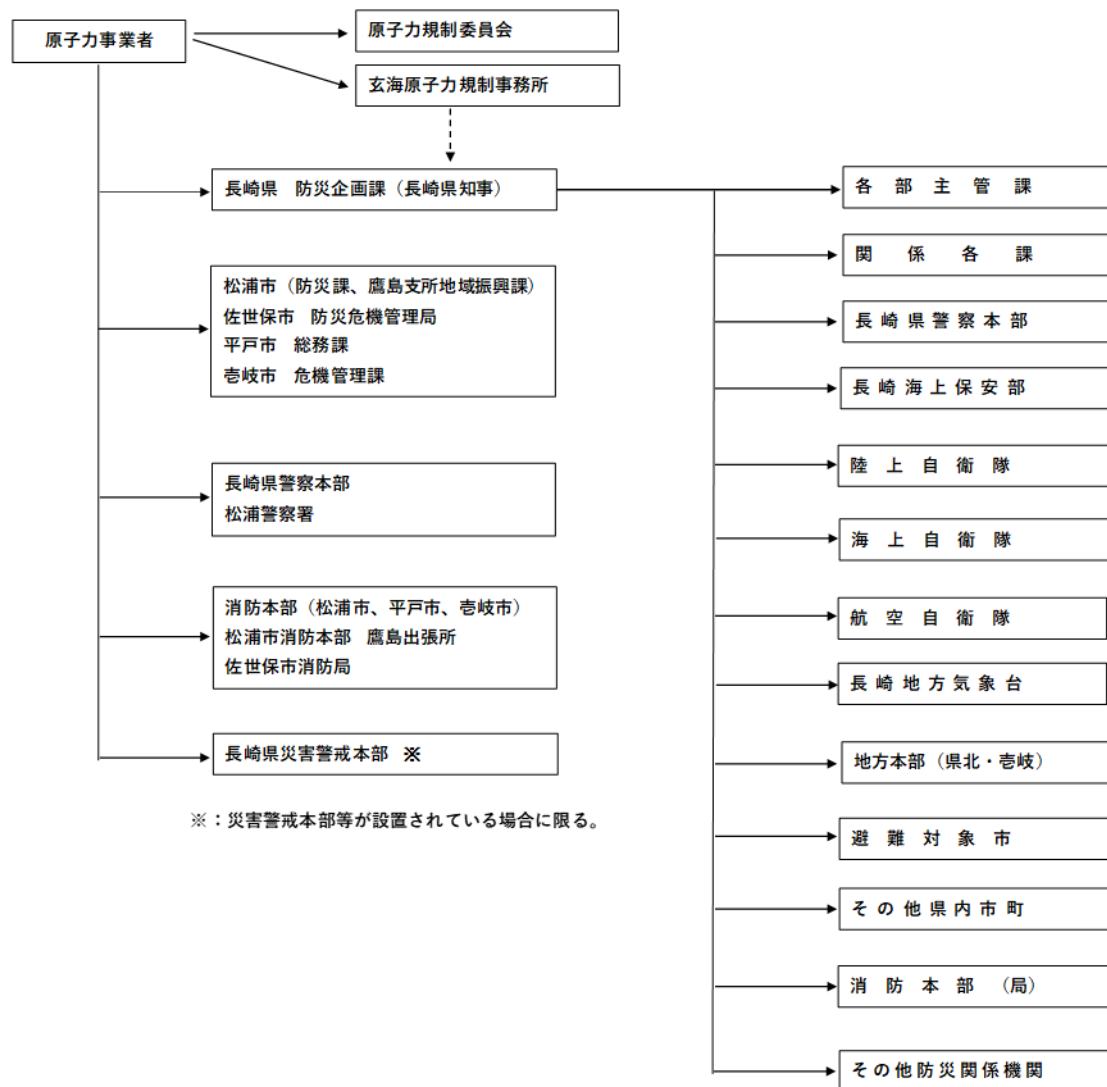 原子力事業者
原子力規制委員会
玄海原子力規制事務所
長崎県　防災企画課（長崎県知事）
松浦市（防災課、鷹島支所地域振興課）
佐世保市　防災危機管理局
平戸市　総務課
壱岐市　危機管理課
長崎県警察本部
松浦警察署
消防本部（松浦市、平戸市、壱岐市）
松浦市消防本部　鷹島出張所
佐世保市消防局
長崎県災害警戒本部　※
※：災害警戒本部等が設置されている場合に限る。
各部主管課
関係各課
長崎県警察本部
長崎海上保安部
陸上自衛隊
海上自衛隊
航空自衛隊
長崎地方気象台
地方本部（県北・壱岐）
避難対象市
その他県内市町
消防本部（局）
その他防災関係機関